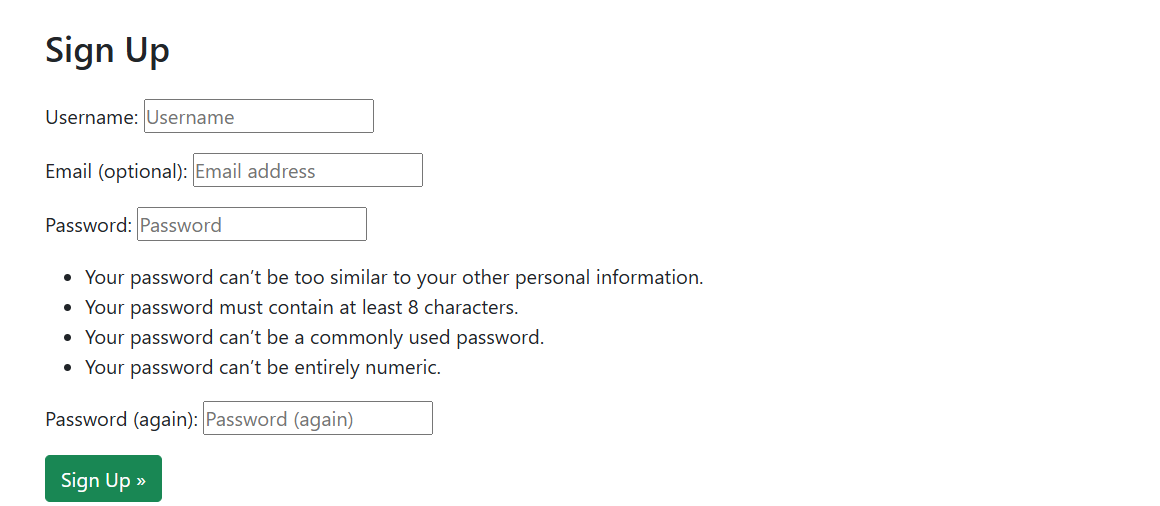 Sign Up
Username: Username
Email (optional): Email address
Password: Password
Your password can’t be too similar to your other personal information.
Your password must contain at least 8 characters.
Your password can’t be a commonly used password.
Your password can’t be entirely numeric.
Password (again): Password (again)
Sign Up »